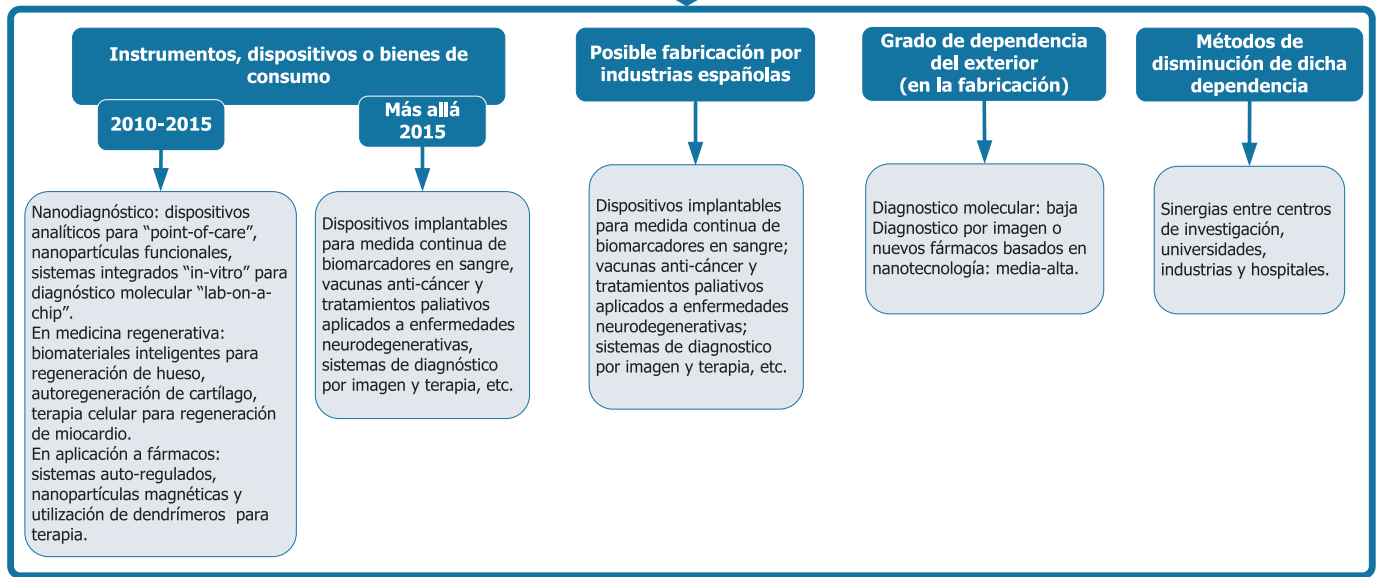 Instrumentos, dispositivos o bienes de
consumo
2010-2015
Nanodiagnóstico: dispositivos
analíticos para “point-of-care”,
nanopartículas funcionales,
sistemas integrados “in-vitro” para
diagnóstico molecular “lab-on-a-
chip”.
En medicina regenerativa:
biomateriales inteligentes para
regeneración de hueso,
autoregeneración de cartílago,
terapia celular para regeneración
de miocardio.
En aplicación a fármacos:
sistemas auto-regulados,
nanopartículas magnéticas y
utilización de dendrímeros para
terapia.
Más allá
2015
Dispositivos implantables
para medida continua de
biomarcadores en sangre,
vacunas anti-cáncer y
tratamientos paliativos
aplicados a enfermedades
neurodegenerativas,
sistemas de diagnóstico
por imagen y terapia, etc.
Posible fabricación por
industrias españolas
Dispositivos implantables
para medida continua de
biomarcadores en sangre;
vacunas anti-cáncer y
tratamientos paliativos
aplicados a enfermedades
neurodegenerativas;
sistemas de diagnostico
por imagen y terapia, etc.
Grado de dependencia
del exterior
(en la fabricación)
Diagnostico molecular: baja
Diagnostico por imagen o
nuevos fármacos basados en
nanotecnología: media-alta.
Métodos de
disminución de dicha
dependencia
Sinergias entre centros
de investigación,
universidades,
industrias y hospitales.